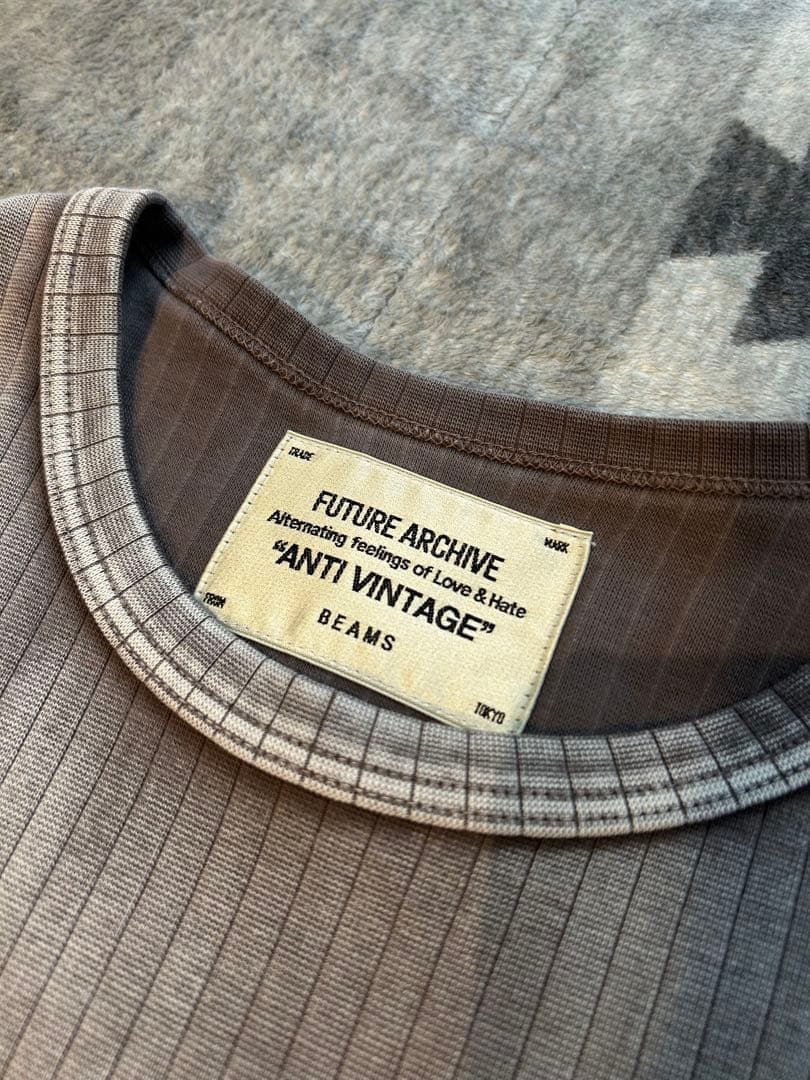 TRADE
MARK
FUTURE ARCHIVE
Alternating feelings of Love & Hate
“ANTI VINTAGE”
BEAMS
FROM
TOKYO